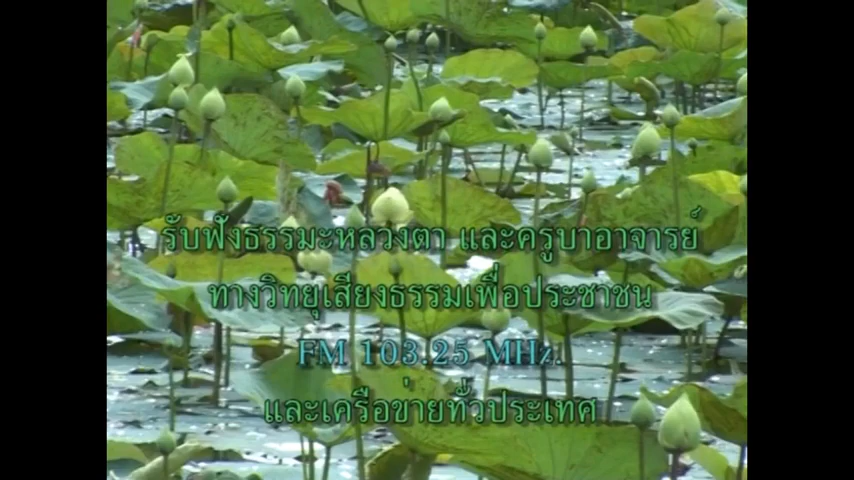 รับฟังธรรมะหลวงตา และครูบาอาจารย์
ทางวิทยุเสียงธรรมเพื่อประชาชน
FM 103.25 MHz.
และเครือข่ายทั่วประเทศ